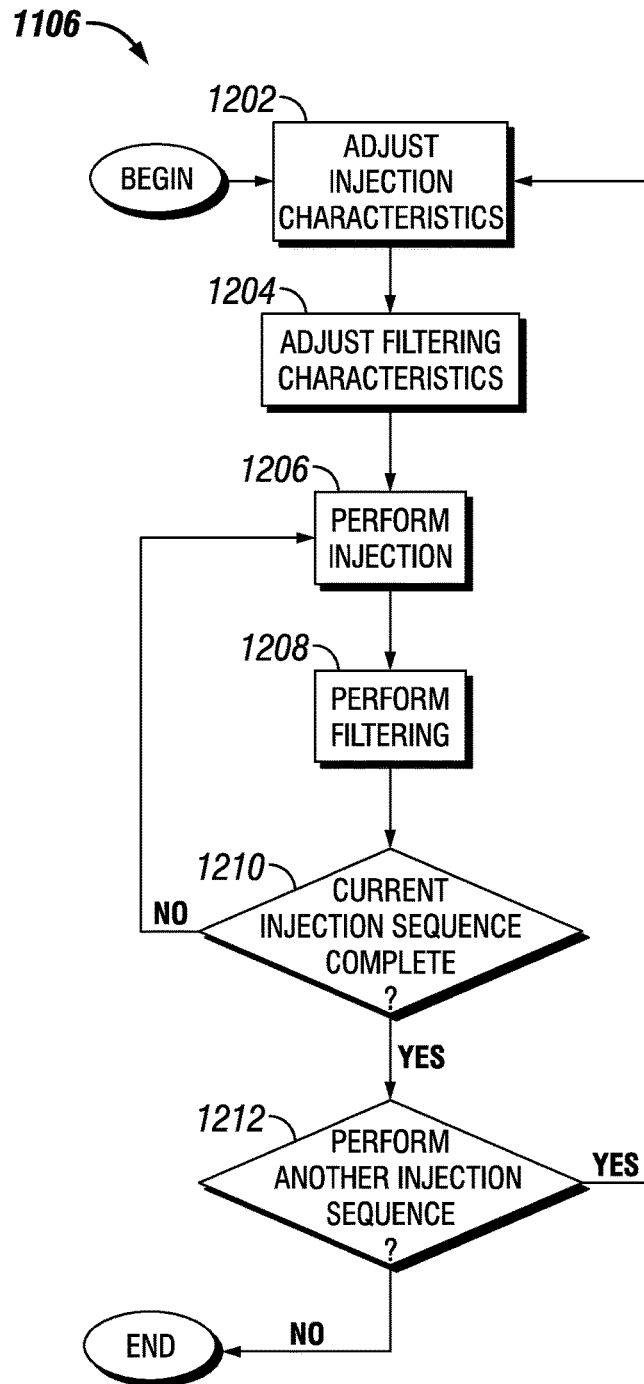 1106
1202
BEGIN
ADJUST
INJECTION
CHARACTERISTICS
1204
ADJUST FILTERING
CHARACTERISTICS
1206
PERFORM
INJECTION
1208
PERFORM
FILTERING
1210
NO
CURRENT
INJECTION SEQUENCE
COMPLETE
?
YES
1212
PERFORM
ANOTHER INJECTION
SEQUENCE
?
YES
NO
END